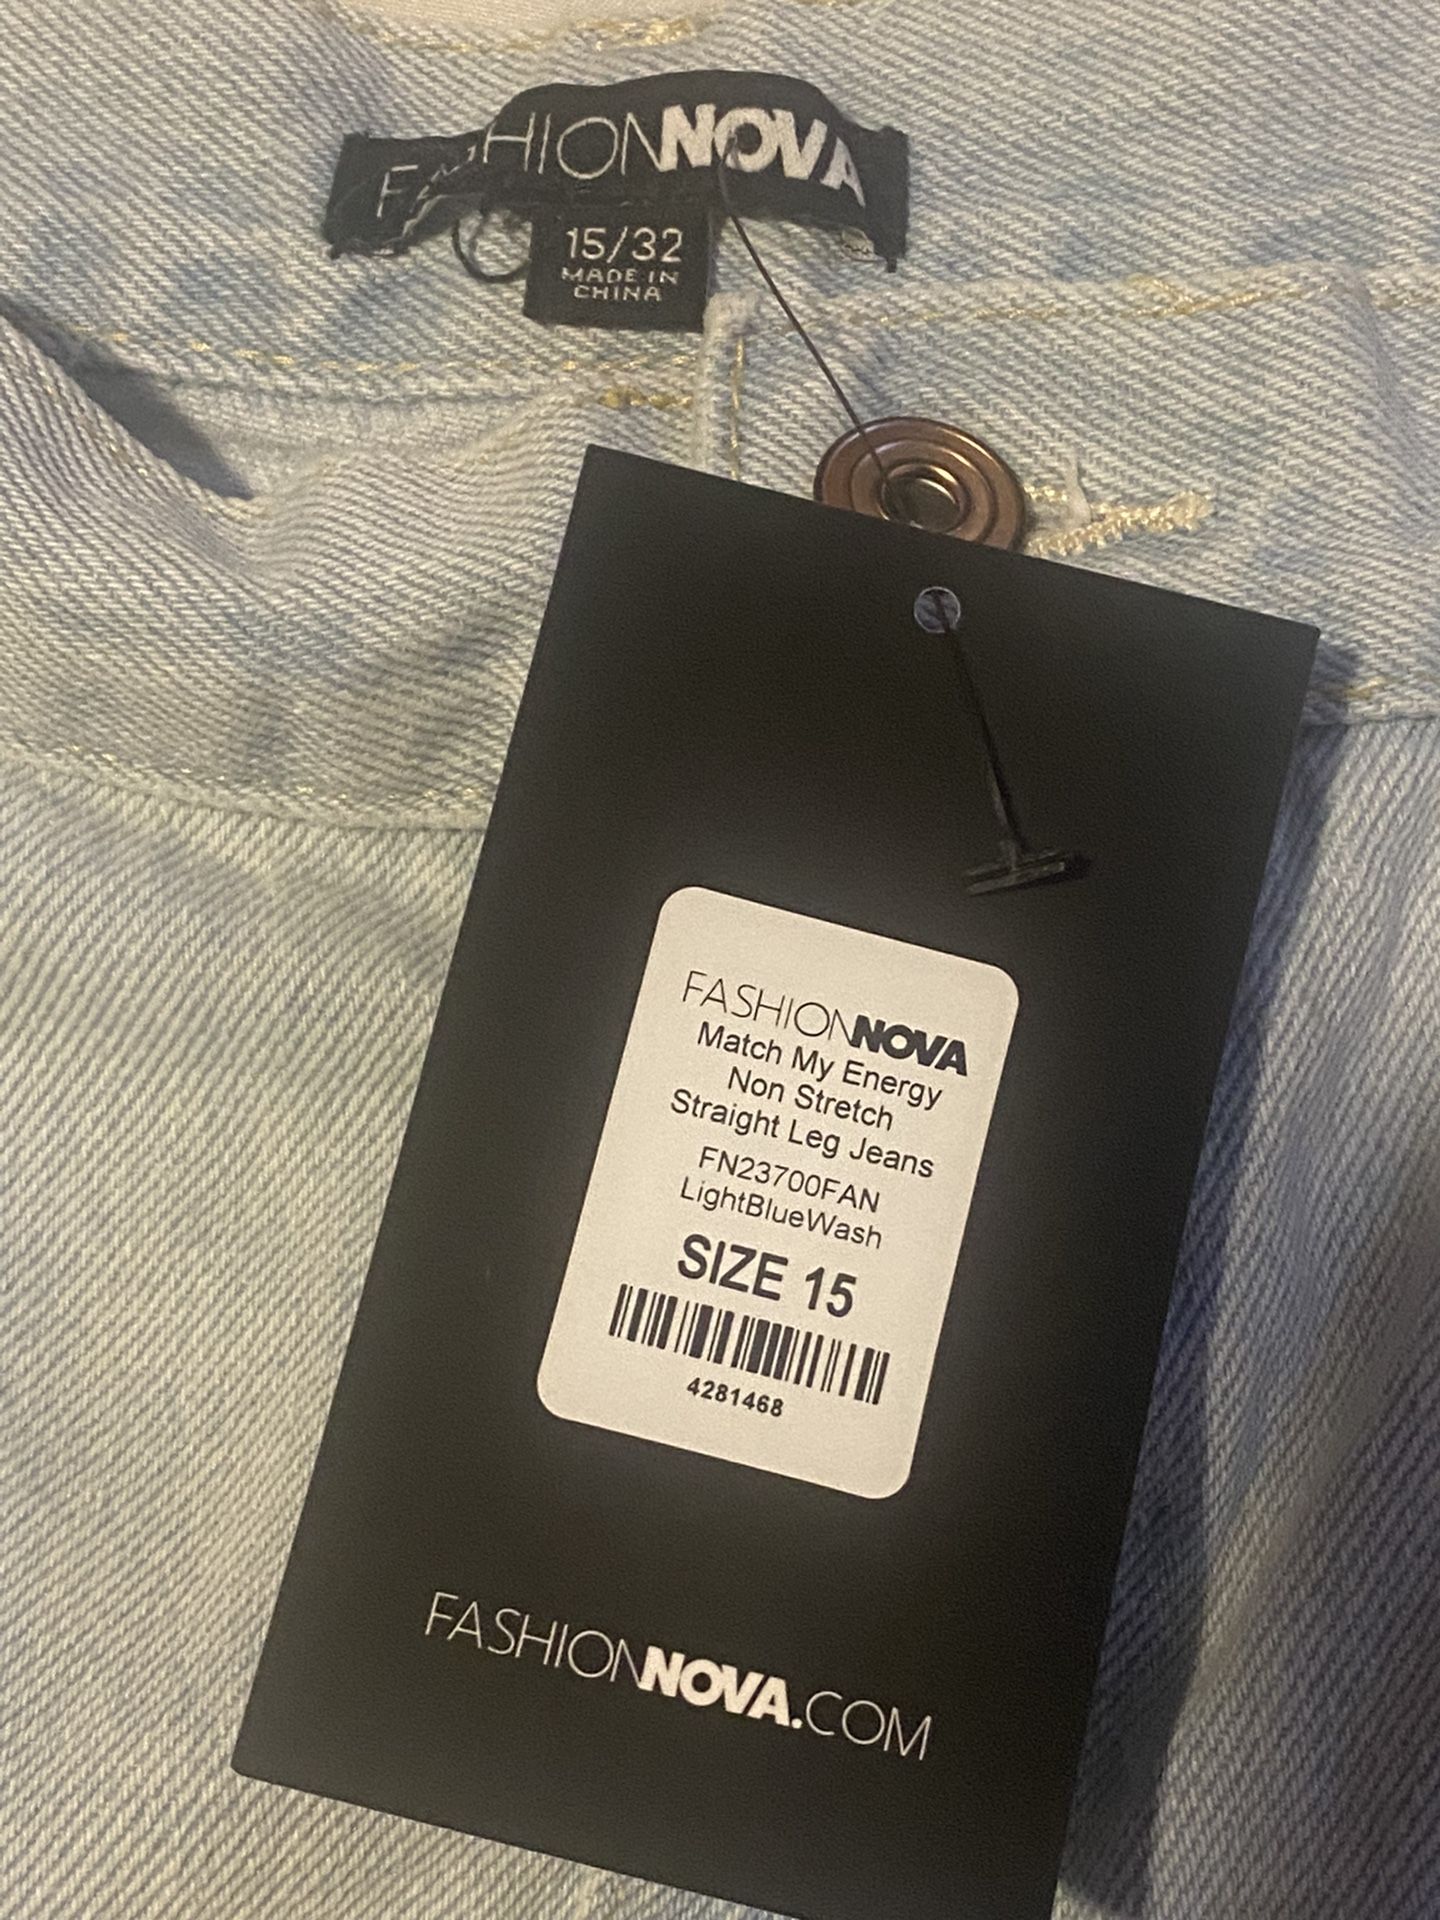 FASHIONNOVA
15/32
MADE IN
CHINA
FASHIONNOVA
Match My Energy
Non Stretch
Straight Leg Jeans
FN23700FAN
LightBlueWash
SIZE 15
4281468
FASHIONNOVA.COM